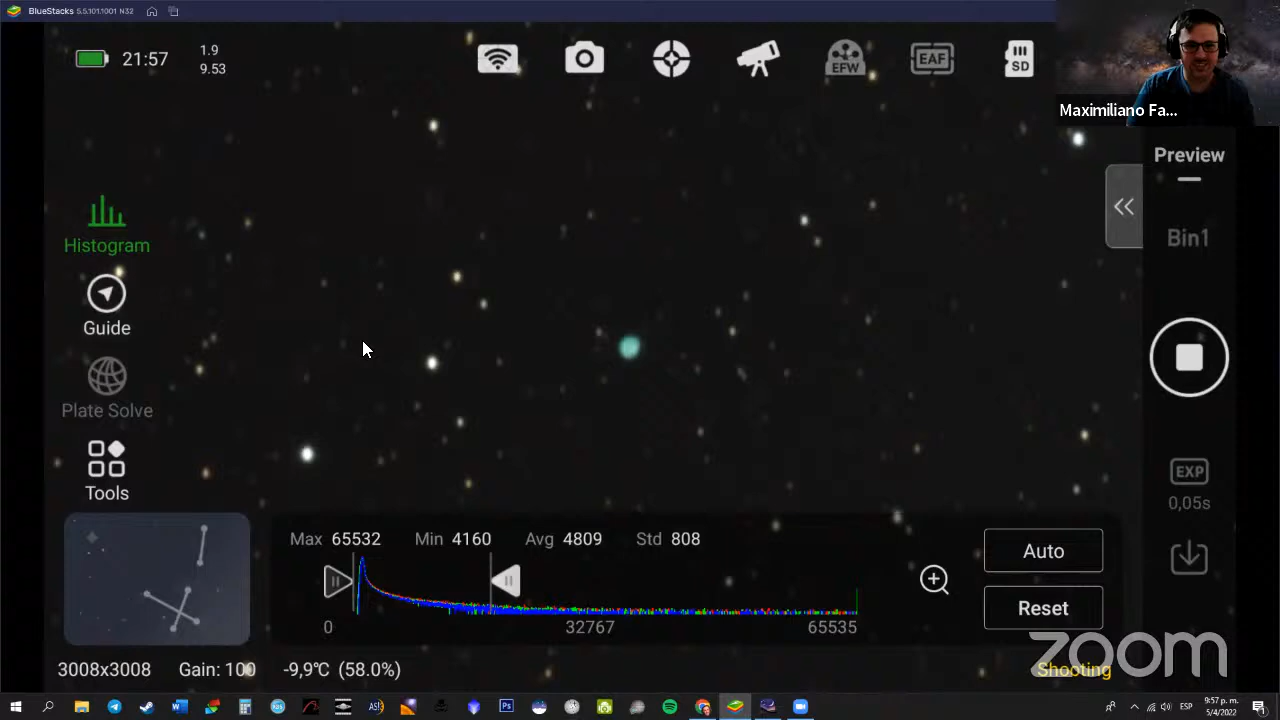 BlueStacks 5.5.101.1001 N32
21:57
1.9
9.53
EFW
EAF
SD
Maximiliano Fa...
Preview
Bin1
Histogram
Guide
Plate Solve
Tools
EXP
0,05s
Max 65532 Min 4160 Avg 4809 Std 808
Auto
Reset
0 32767 65535
3008x3008 Gain: 100 -9,9℃ (58.0%)
Shooting
zoom
ESP
9:57 p. m.
5/4/2022